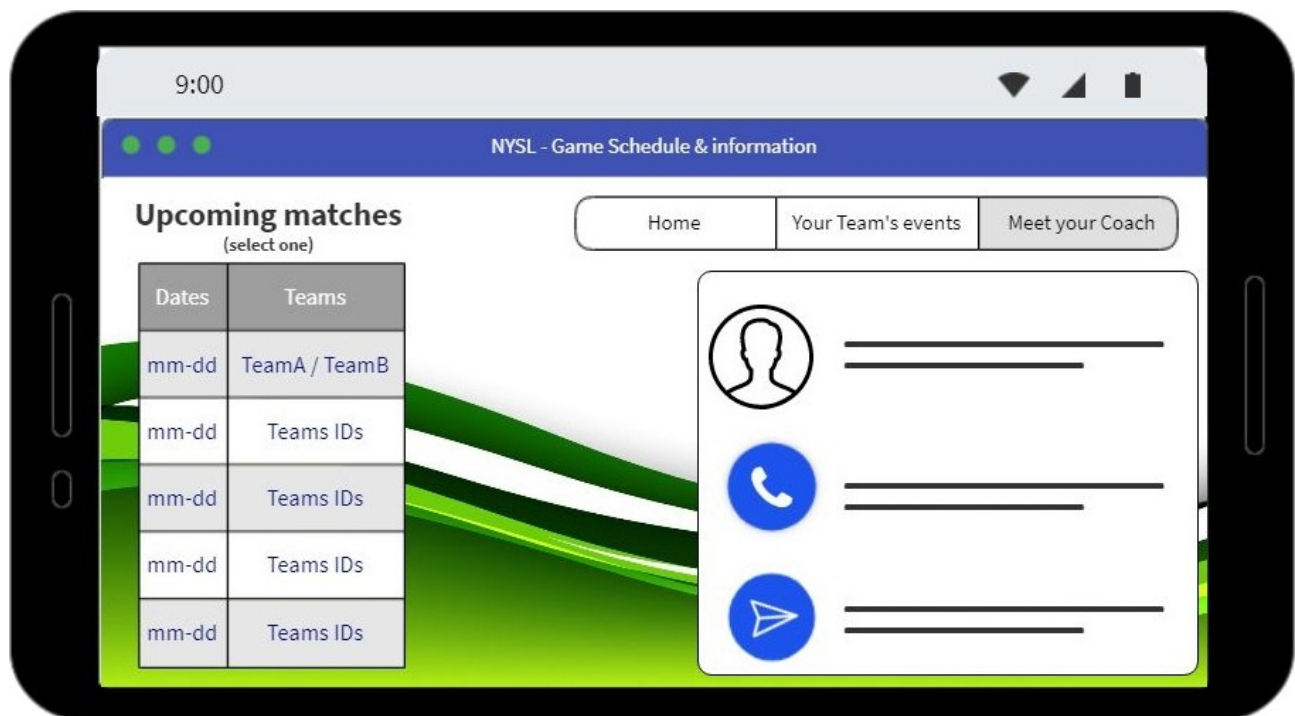 9:00
NYSL - Game Schedule & information
Upcoming matches
(select one)
Home Your Team's events Meet your Coach
Dates Teams
mm-dd TeamA / TeamB
mm-dd Teams IDs
mm-dd Teams IDs
mm-dd Teams IDs
mm-dd Teams IDs